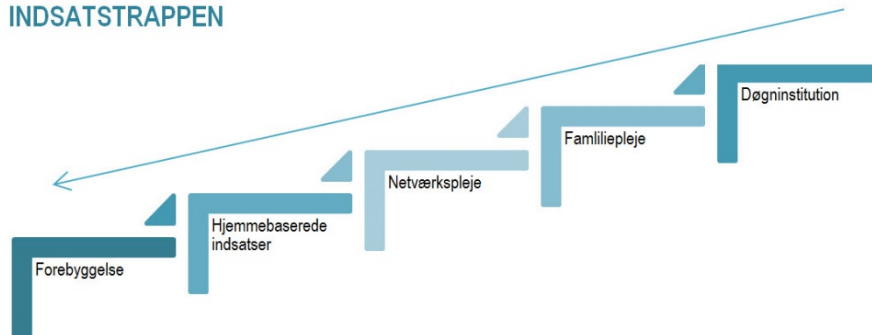 INDSATSTRAPPEN
Døgninstitution
Famliliepleje
Netværkspleje
Hjemmebaserede
indsatser
Forebyggelse